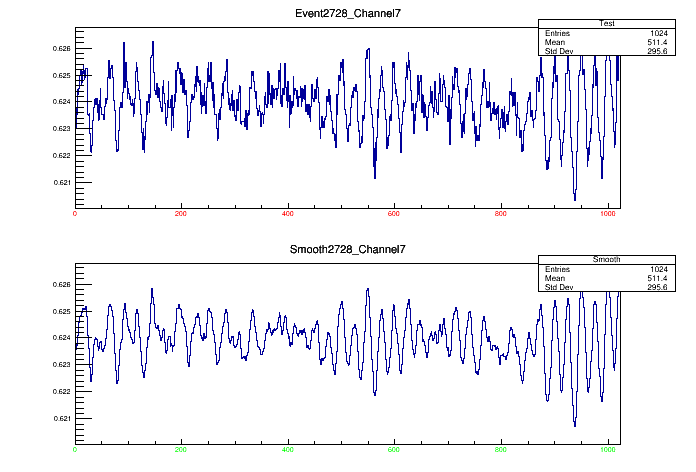 Event2728_Channel7
Test
Entries 1024
Mean 511.4
Std Dev 295.6
0.626
0.625
0.624
0.623
0.622
0.621
0 200 400 600 800 1000
Smooth2728_Channel7
Smooth
Entries 1024
Mean 511.4
Std Dev 295.6
0.626
0.625
0.624
0.623
0.622
0.621
0 200 400 600 800 1000